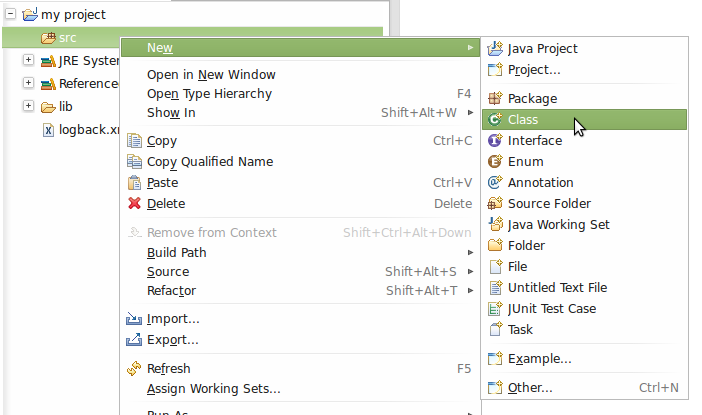 my project
src
JRE Syster
Reference
lib
logback.x
New
Open in New Window
Open Type Hierarchy F4
Show In Shift+Alt+W
Copy Ctrl+C
Copy Qualified Name
Paste Ctrl+V
Delete Delete
Remove from Context Shift+Ctrl+Alt+Down
Build Path
Source Shift+Alt+S
Refactor Shift+Alt+T
Import...
Export...
Refresh F5
Assign Working Sets...
Run As
Java Project
Project...
Package
Class
Interface
Enum
Annotation
Source Folder
Java Working Set
Folder
File
Untitled Text File
JUnit Test Case
Task
Example...
Other... Ctrl+N